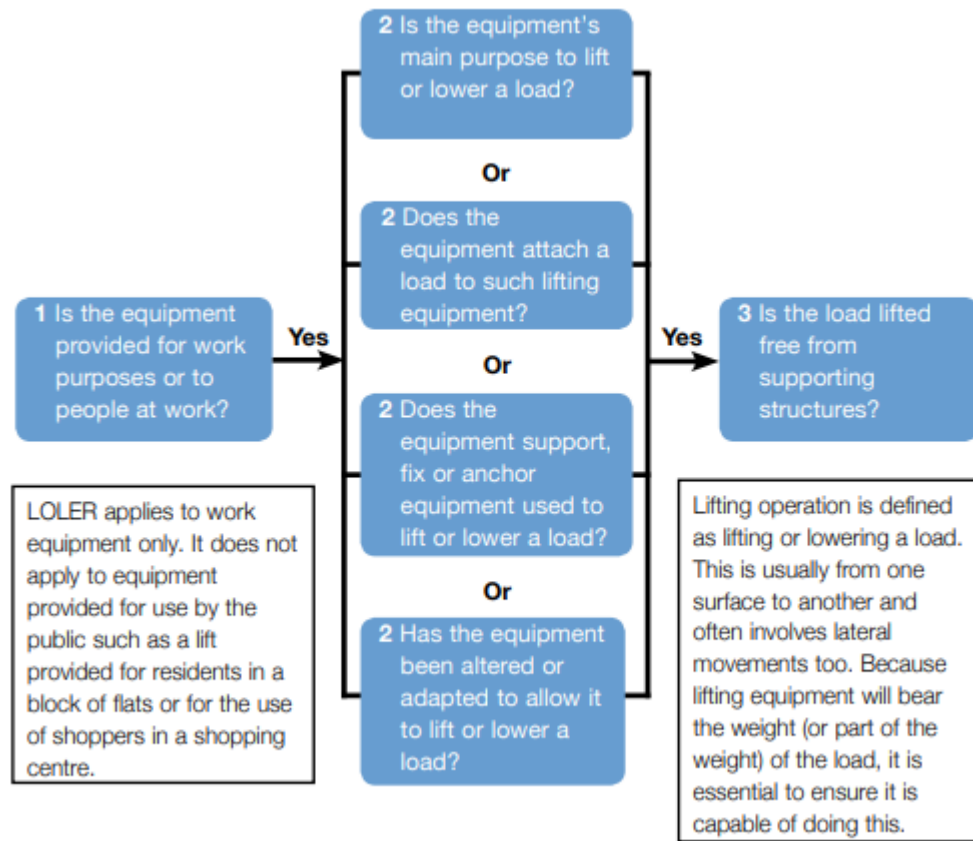 1 Is the equipment
provided for work
purposes or to
people at work?
LOLER applies to work
equipment only. It does not
apply to equipment
provided for use by the
public such as a lift
provided for residents in a
block of flats or for the use
of shoppers in a shopping
centre.
Yes
2 Is the equipment's
main purpose to lift
or lower a load?
Or
2 Does the
equipment attach a
load to such lifting
equipment?
Or
2 Does the
equipment support,
fix or anchor
equipment used to
lift or lower a load?
Or
2 Has the equipment
been altered or
adapted to allow it
to lift or lower a
load?
Yes
3 Is the load lifted
free from
supporting
structures?
Lifting operation is defined
as lifting or lowering a load.
This is usually from one
surface to another and
often involves lateral
movements too. Because
lifting equipment will bear
the weight (or part of the
weight) of the load, it is
essential to ensure it is
capable of doing this.